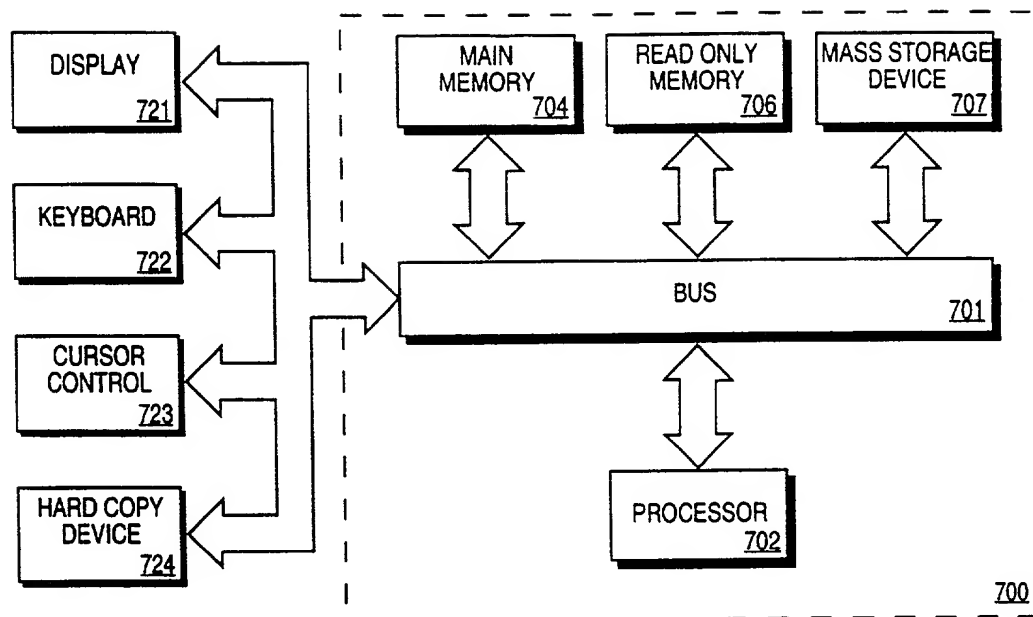 DISPLAY
721
KEYBOARD
722
CURSOR
CONTROL
723
HARD COPY
DEVICE
724
MAIN
MEMORY
704
READ ONLY
MEMORY
706
MASS STORAGE
DEVICE
707
BUS
701
PROCESSOR
702
700